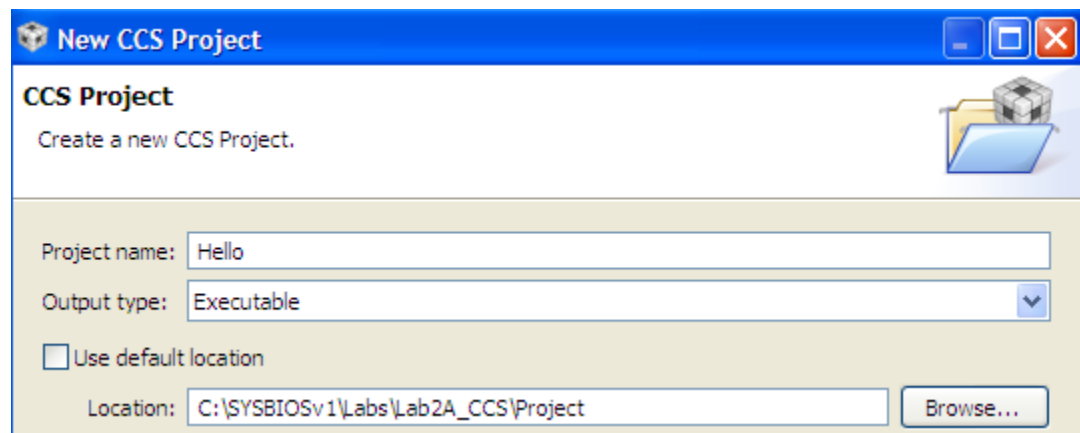 New CCS Project
CCS Project
Create a new CCS Project.
Project name: Hello
Output type: Executable
Use default location
Location: C:\SYSBIOSv1\Labs\Lab2A_CCS\Project Browse...